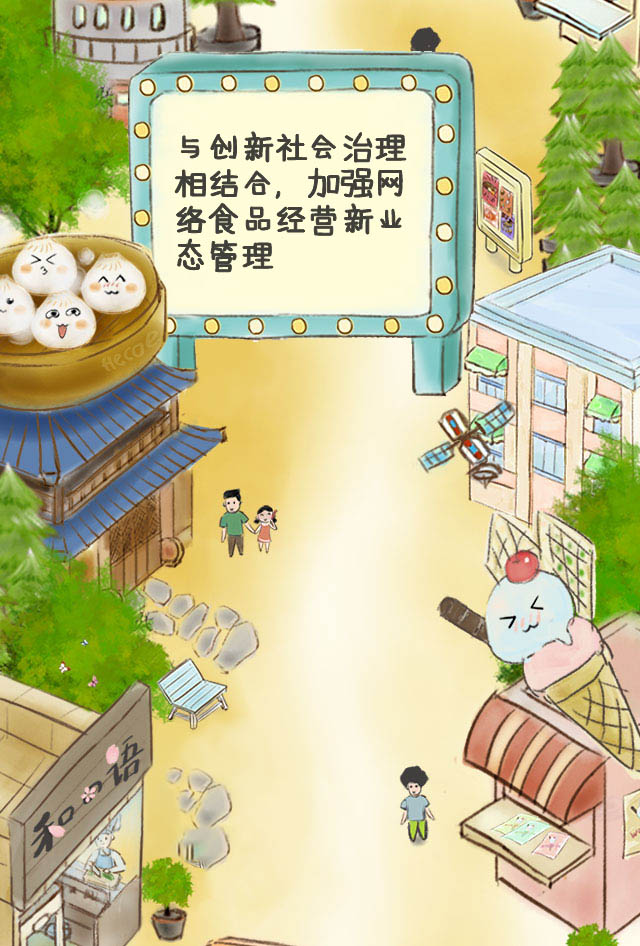 与创新社会治理
相结合，加强网
络食品经营新业
态管理
和口语